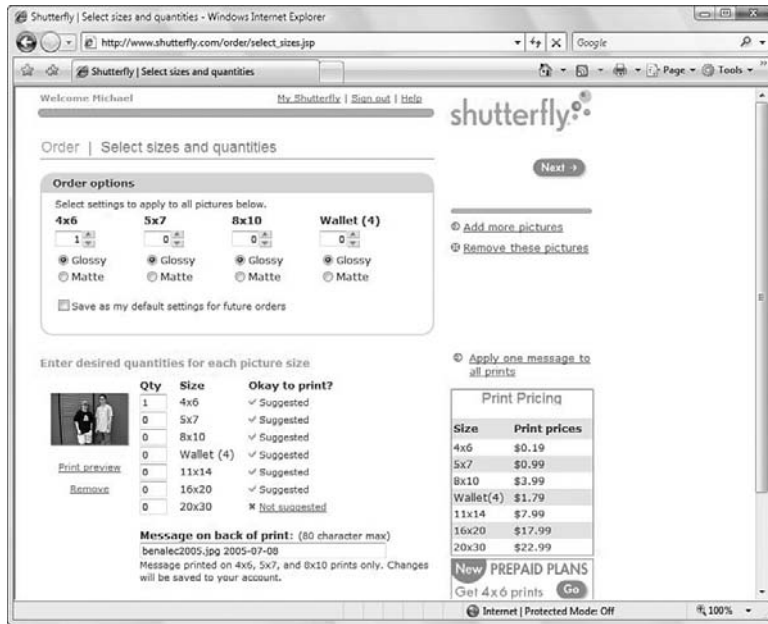 Shutterfly | Select sizes and quantities - Windows Internet Explorer
http://www.shutterfly.com/order/select_sizes.jsp
Google
Shutterfly | Select sizes and quantities
Page
Tools
Welcome Michael
My Shutterfly | Sign out | Help
shutterfly
Order | Select sizes and quantities
Next
Order options
Select settings to apply to all pictures below.
4x6 5x7 8x10 Wallet (4)
1 0 0 0
Glossy Glossy Glossy Glossy
Matte Matte Matte Matte
Save as my default settings for future orders
Add more pictures
Remove these pictures
Enter desired quantities for each picture size
Qty Size Okay to print?
1 4x6 Suggested
0 5x7 Suggested
0 8x10 Suggested
0 Wallet (4) Suggested
0 11x14 Suggested
0 16x20 Suggested
0 20x30 Not suggested
Print preview
Remove
Message on back of print: (80 character max)
benalec2005.jpg 2005-07-08
Message printed on 4x6, 5x7, and 8x10 prints only. Changes
will be saved to your account.
Apply one message to
all prints
Print Pricing
Size Print prices
4x6 $0.19
5x7 $0.99
8x10 $3.99
Wallet(4) $1.79
11x14 $7.99
16x20 $17.99
20x30 $22.99
New PREPAID PLANS
Get 4x6 prints Go
Internet | Protected Mode: Off
100%